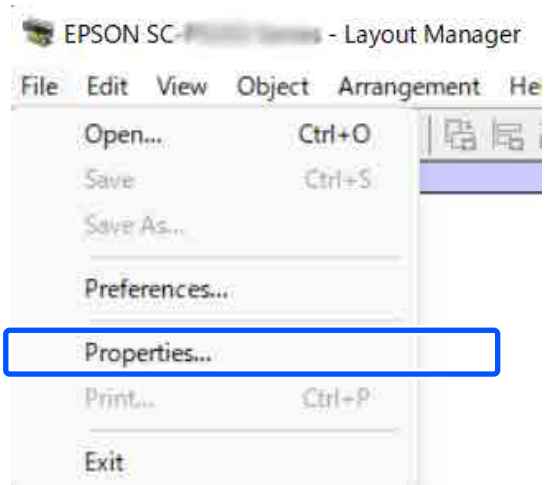 EPSON SC- - Layout Manager
File Edit View Object Arrangement He
Open... Ctrl+O
Save Ctrl+S
Save As...
Preferences...
Properties...
Print... Ctrl+P
Exit